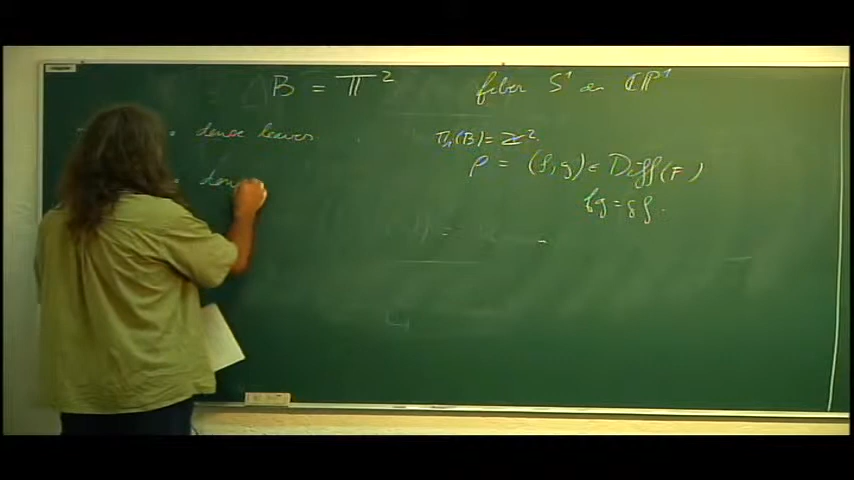 B = 𝕋²
fiber S¹ or ℂℙ¹
• dense leaves
π₁(B) = ℤ²
ρ = (f, g) ∈ Diff(F)
fg = gf.